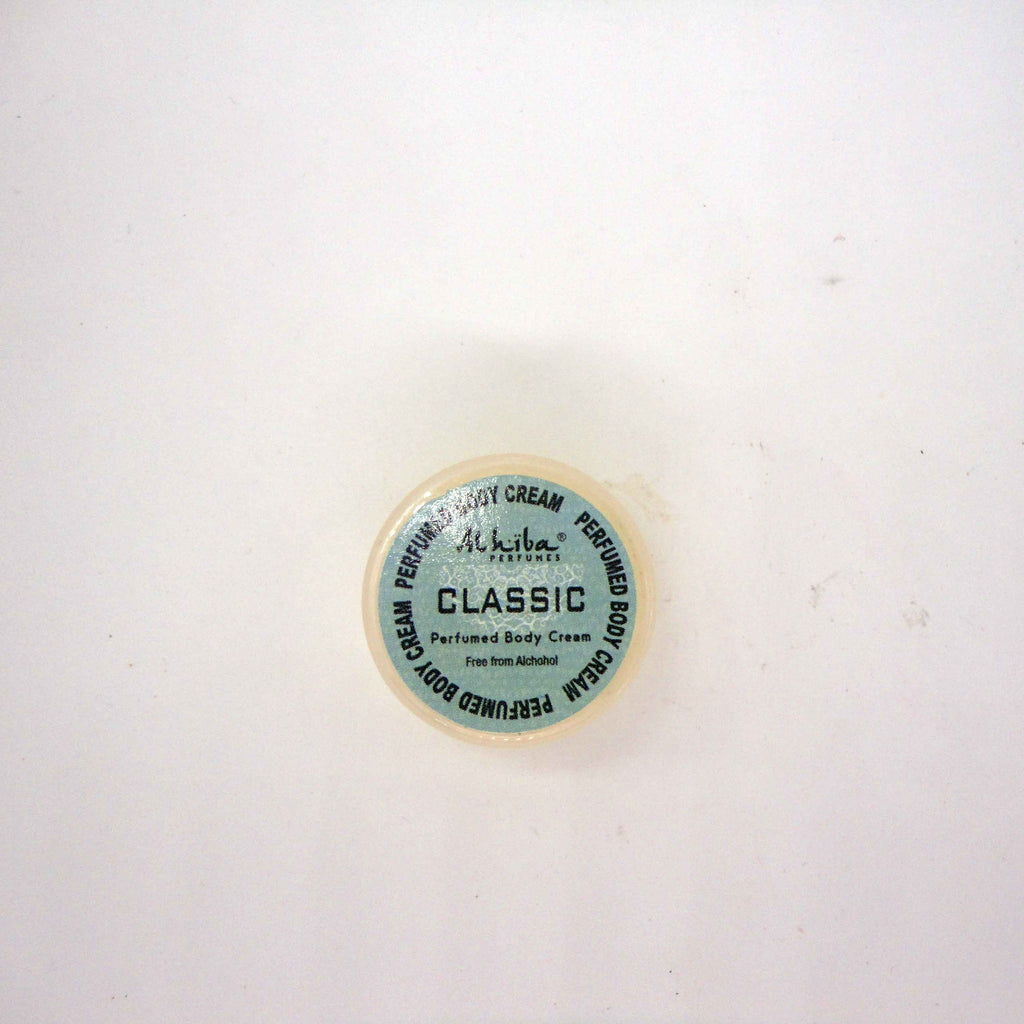 PERFUMED BODY CREAM PERFUMED BODY CREAM PERFUMED BODY CREAM
Alhiba®
PERFUMES
CLASSIC
Perfumed Body Cream
Free from Alchohol